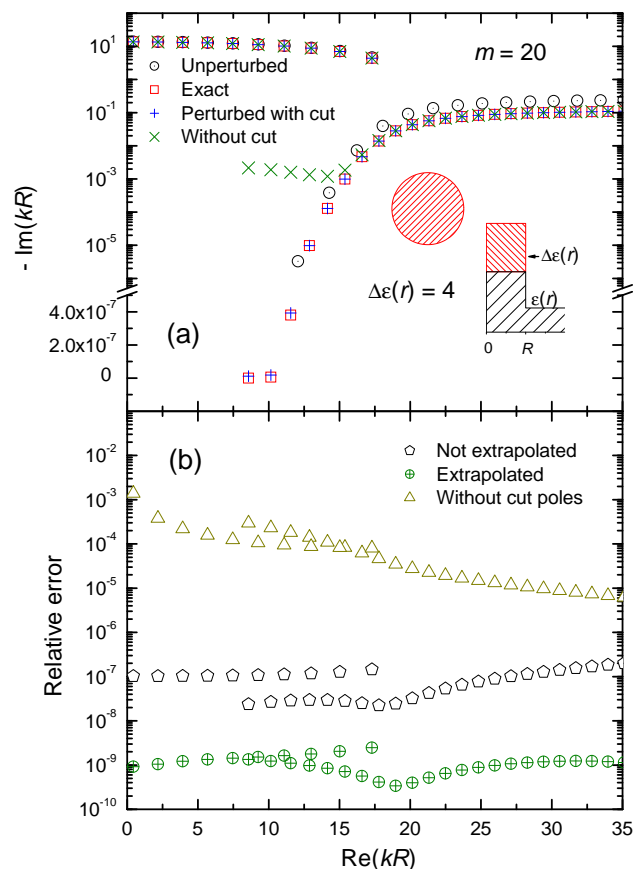 10^1
10^-1
10^-3
10^-5
4.0x10^-7
2.0x10^-7
0
- Im(kR)
m = 20
Unperturbed
Exact
Perturbed with cut
Without cut
Δε(r)
Δε(r) = 4
ε(r)
0
R
(a)
(b)
Not extrapolated
Extrapolated
Without cut poles
10^-2
10^-3
10^-4
10^-5
10^-6
10^-7
10^-8
10^-9
10^-10
Relative error
0 5 10 15 20 25 30 35
Re(kR)